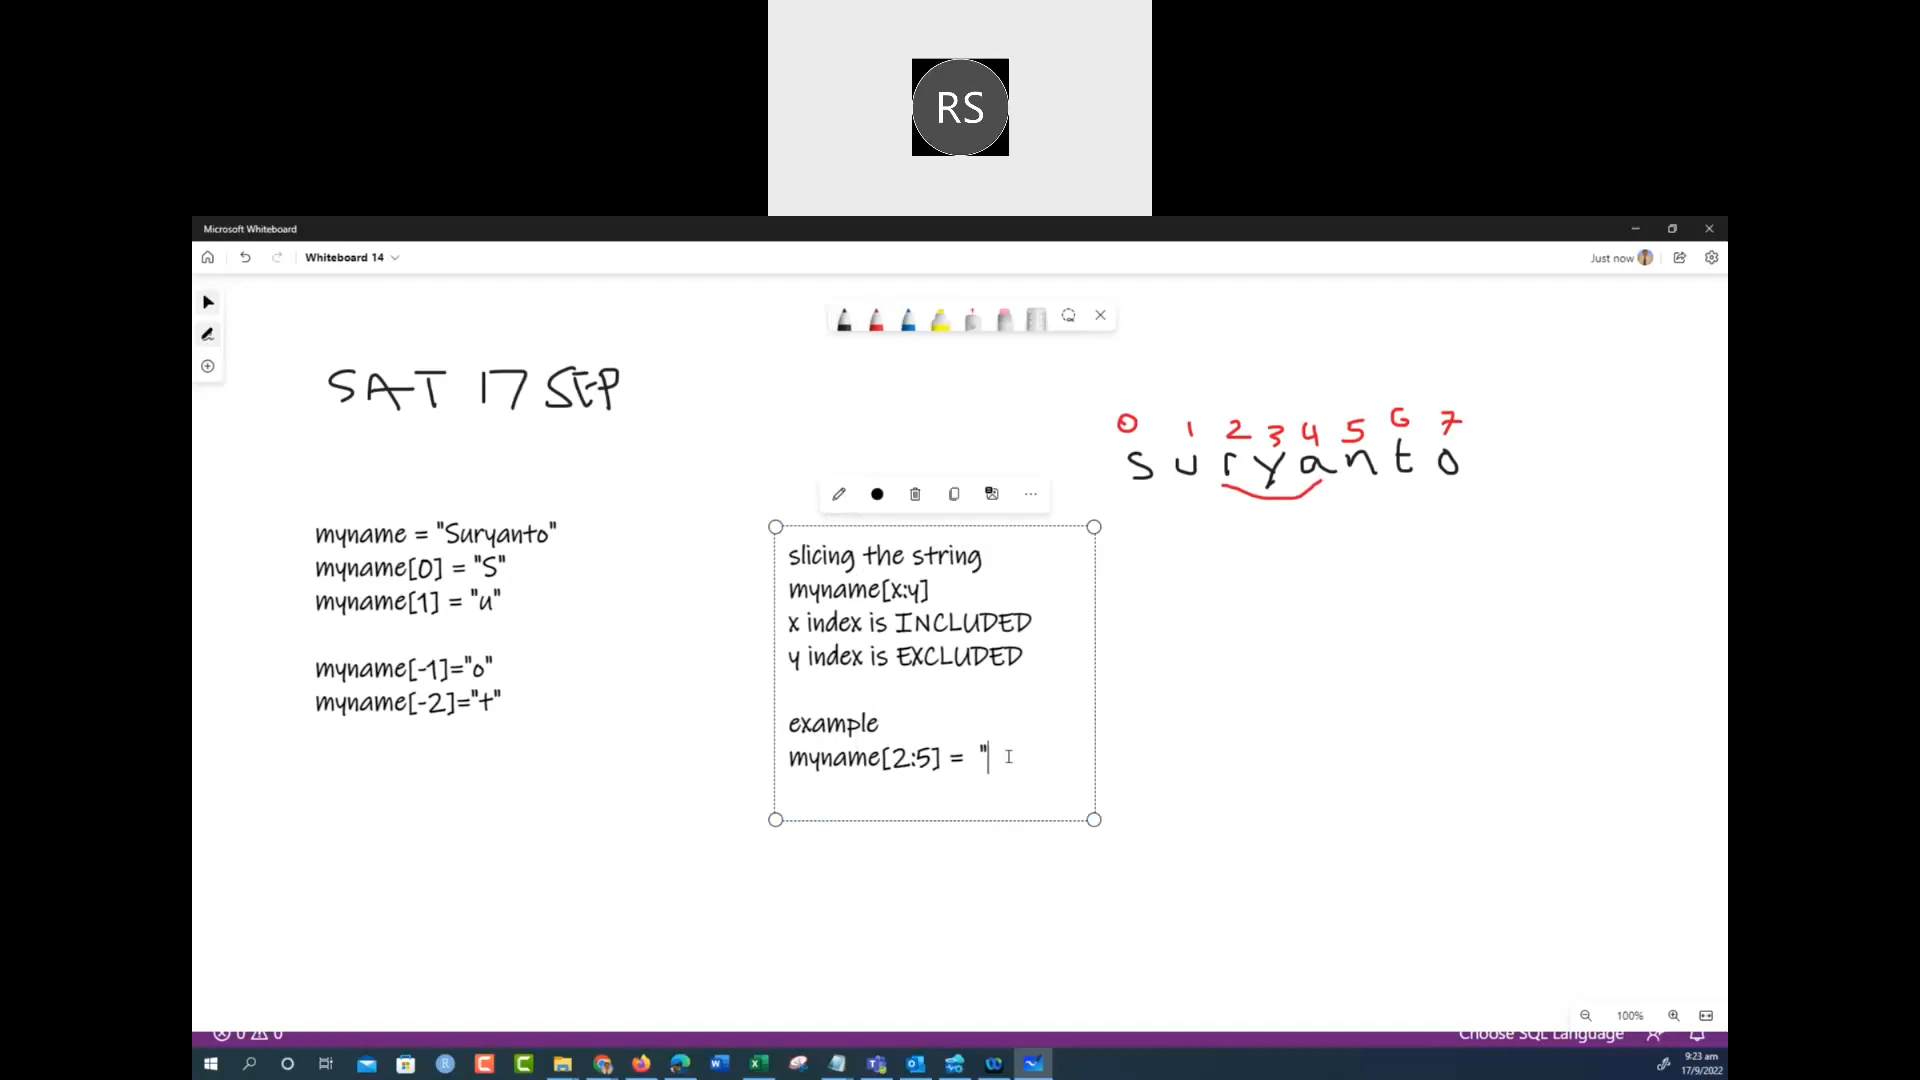 RS
Microsoft Whiteboard
Whiteboard 14
Just now
SAT 17 SEP
0 1 2 3 4 5 6 7
s u r y a n t o
myname = "Suryanto"
myname[0] = "S"
myname[1] = "u"
myname[-1]="o"
myname[-2]="t"
slicing the string
myname[x:y]
x index is INCLUDED
y index is EXCLUDED
example
myname[2:5] = "
100%
0 0
Choose SQL Language
9:23 am
17/9/2022